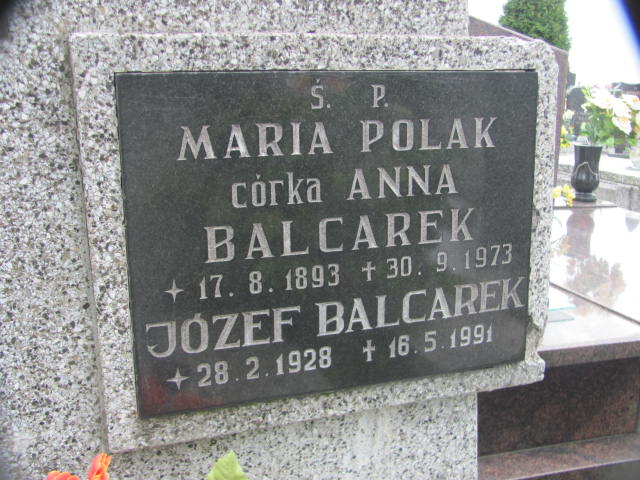 Ś. P.
MARIA POLAK
córka ANNA
BALCAREK
17. 8. 1893 ✝ 30. 9. 1973
JÓZEF BALCAREK
28. 2. 1928 ✝ 16. 5. 1991